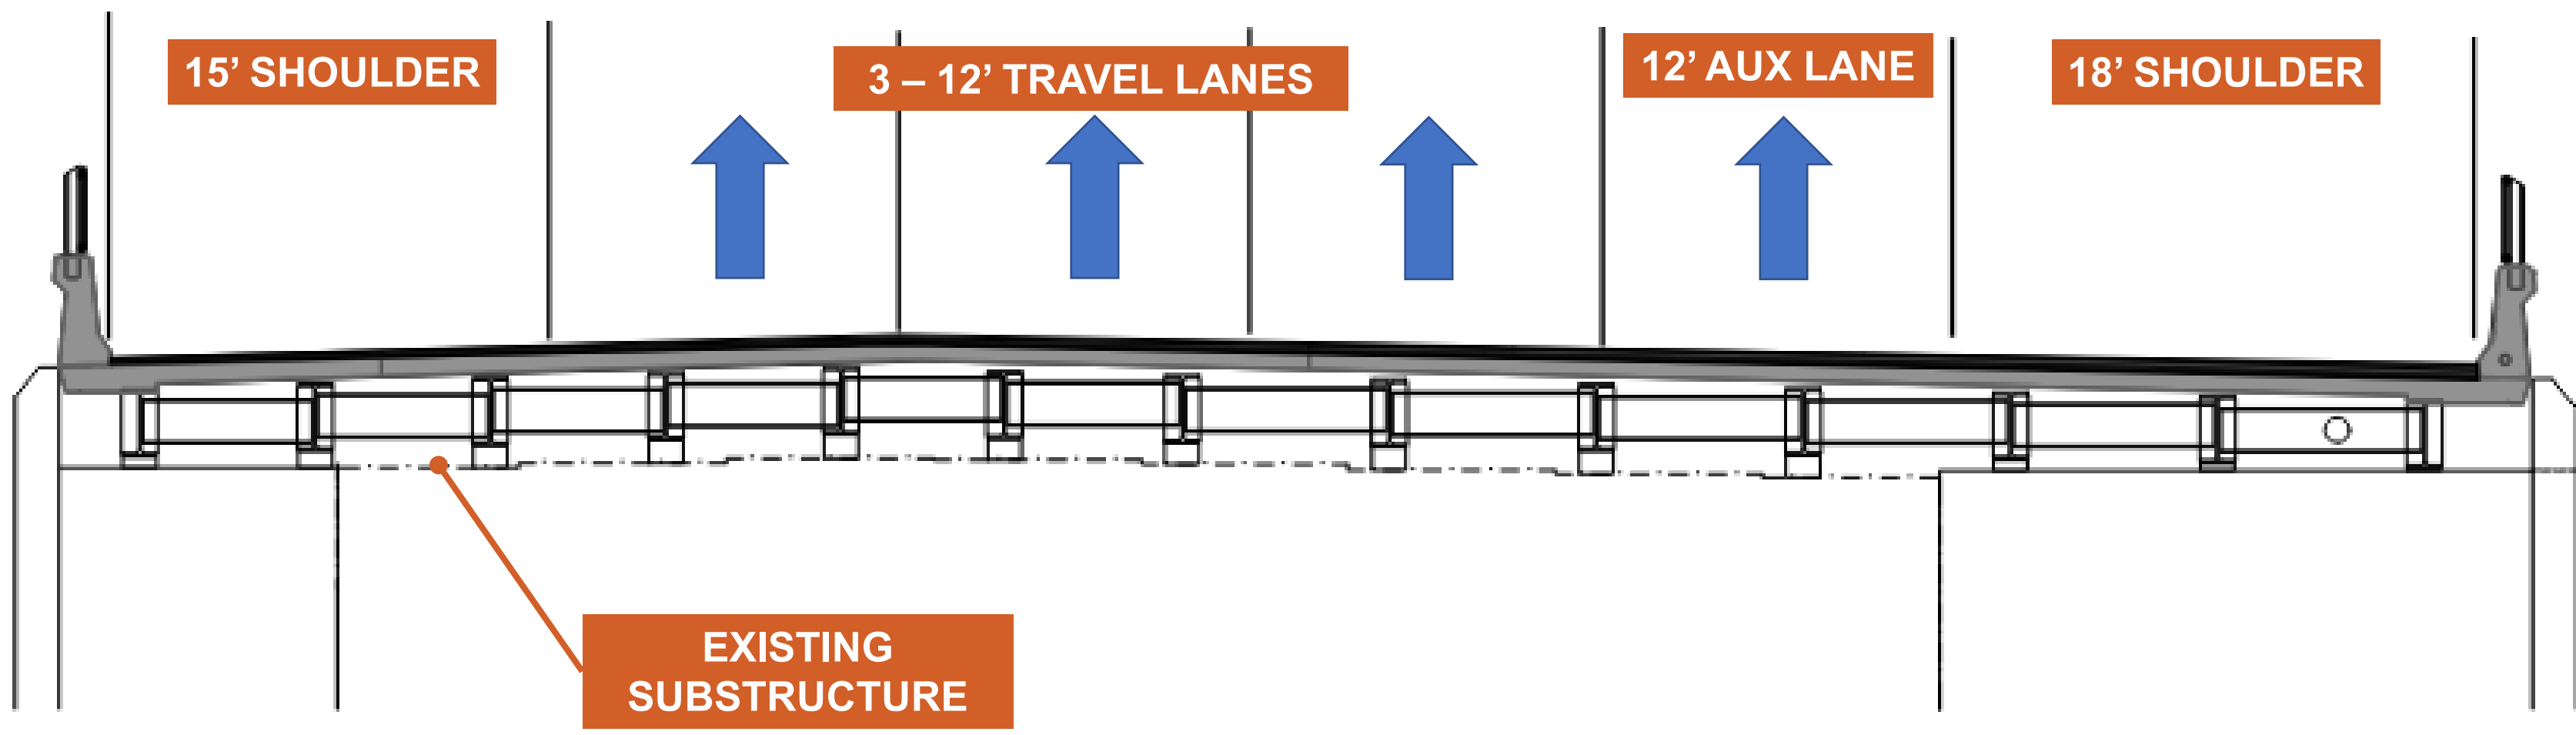 15’ SHOULDER
3 – 12’ TRAVEL LANES
12’ AUX LANE
18’ SHOULDER
EXISTING
SUBSTRUCTURE